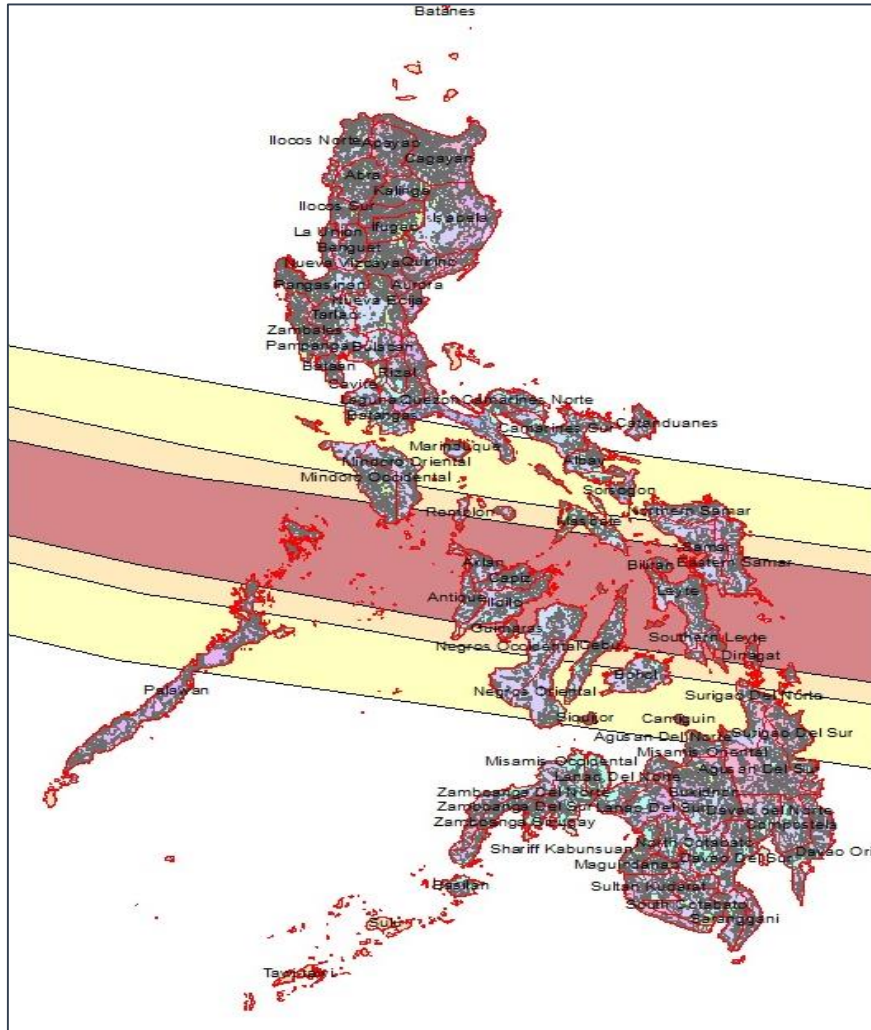 Batanes
Ilocos Norte
Apayao
Cagayan
Abra
Kalinga
Ilocos Sur
Isabela
La Union
Ifugao
Benguet
Nueva Vizcaya
Quirino
Pangasinan
Aurora
Nueva Ecija
Tarlac
Zambales
Pampanga
Bulacan
Bataan
Rizal
Cavite
Laguna
Quezon
Camarines Norte
Batangas
Catanduanes
Camarines Sur
Marinduque
Albay
Mindoro Oriental
Mindoro Occidental
Sorsogon
Romblon
Northern Samar
Masbate
Samar
Aklan
Biliran
Eastern Samar
Capiz
Leyte
Antique
Iloilo
Guimaras
Southern Leyte
Negros Occidental
Cebu
Dinagat
Bohol
Palawan
Negros Oriental
Surigao Del Norte
Siquijor
Camiguin
Agusan Del Norte
Surigao Del Sur
Misamis Oriental
Misamis Occidental
Agusan Del Sur
Lanao Del Norte
Zamboanga Del Norte
Bukidnon
Zamboanga Del Sur
Lanao Del Sur
Davao del Norte
Zamboanga Sibugay
Compostela
Shariff Kabunsuan
North Cotabato
Davao Ori
Maguindanao
Davao Del Sur
Basilan
Sultan Kudarat
South Cotabato
Saranggani
Sulu
Tawi-tawi